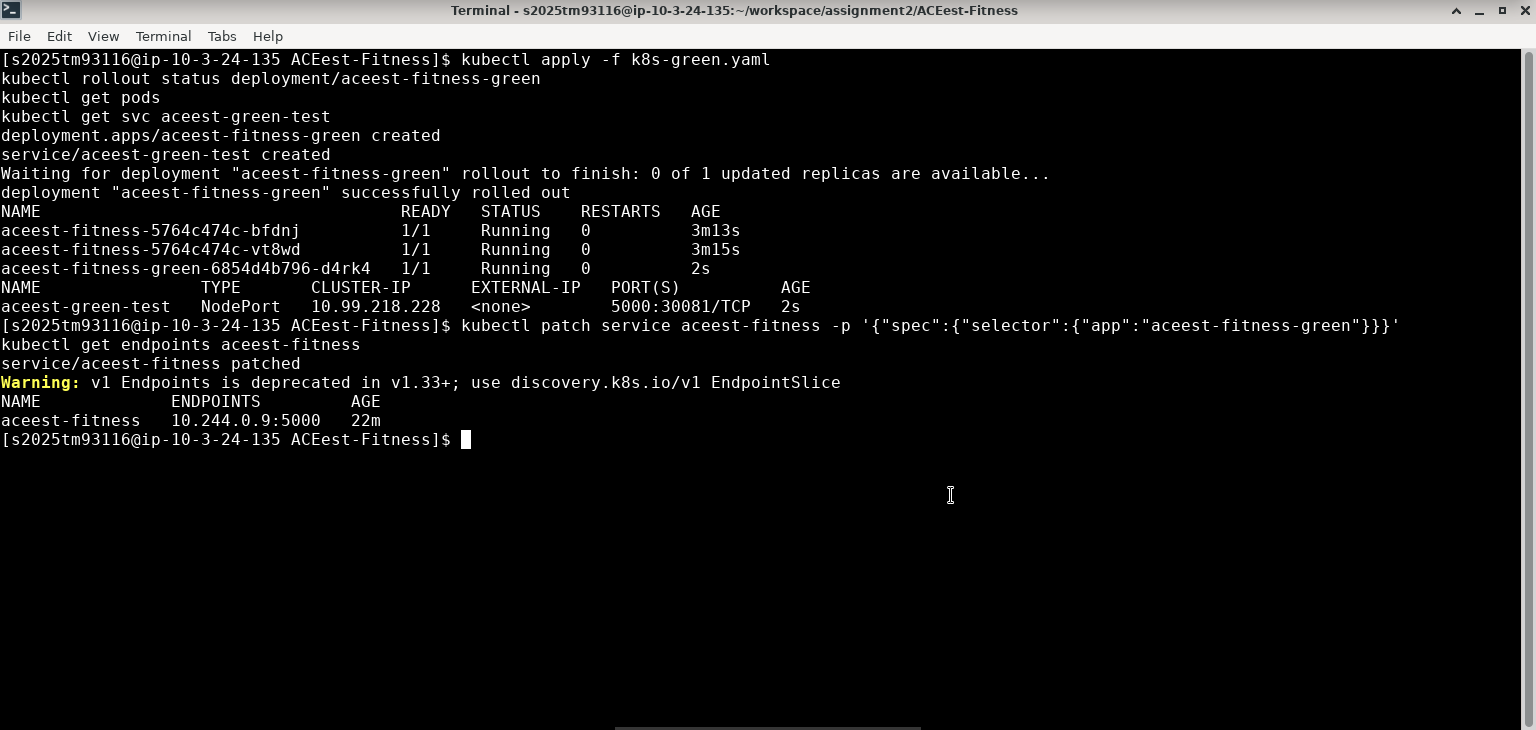 Terminal - s2025tm93116@ip-10-3-24-135:~/workspace/assignment2/ACEest-Fitness
File Edit View Terminal Tabs Help
[s2025tm93116@ip-10-3-24-135 ACEest-Fitness]$ kubectl apply -f k8s-green.yaml
kubectl rollout status deployment/aceest-fitness-green
kubectl get pods
kubectl get svc aceest-green-test
deployment.apps/aceest-fitness-green created
service/aceest-green-test created
Waiting for deployment "aceest-fitness-green" rollout to finish: 0 of 1 updated replicas are available...
deployment "aceest-fitness-green" successfully rolled out
NAME                                    READY   STATUS    RESTARTS   AGE
aceest-fitness-5764c474c-bfdnj          1/1     Running   0          3m13s
aceest-fitness-5764c474c-vt8wd          1/1     Running   0          3m15s
aceest-fitness-green-6854d4b796-d4rk4   1/1     Running   0          2s
NAME                TYPE       CLUSTER-IP      EXTERNAL-IP   PORT(S)          AGE
aceest-green-test   NodePort   10.99.218.228   <none>        5000:30081/TCP   2s
[s2025tm93116@ip-10-3-24-135 ACEest-Fitness]$ kubectl patch service aceest-fitness -p '{"spec":{"selector":{"app":"aceest-fitness-green"}}}'
kubectl get endpoints aceest-fitness
service/aceest-fitness patched
Warning: v1 Endpoints is deprecated in v1.33+; use discovery.k8s.io/v1 EndpointSlice
NAME             ENDPOINTS         AGE
aceest-fitness   10.244.0.9:5000   22m
[s2025tm93116@ip-10-3-24-135 ACEest-Fitness]$